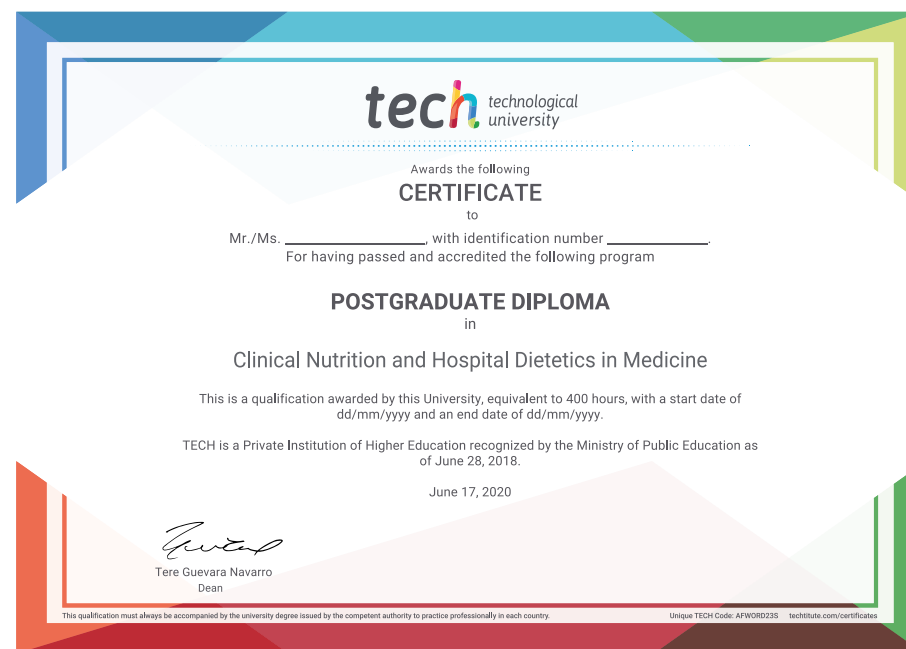 tech technological
university
Awards the following
CERTIFICATE
to
Mr./Ms. ____________________, with identification number ______________.
For having passed and accredited the following program
POSTGRADUATE DIPLOMA
in
Clinical Nutrition and Hospital Dietetics in Medicine
This is a qualification awarded by this University, equivalent to 400 hours, with a start date of
dd/mm/yyyy and an end date of dd/mm/yyyy.
TECH is a Private Institution of Higher Education recognized by the Ministry of Public Education as
of June 28, 2018.
June 17, 2020
Tere Guevara Navarro
Dean
This qualification must always be accompanied by the university degree issued by the competent authority to practice professionally in each country. Unique TECH Code: AFWORD23S techtitute.com/certificates